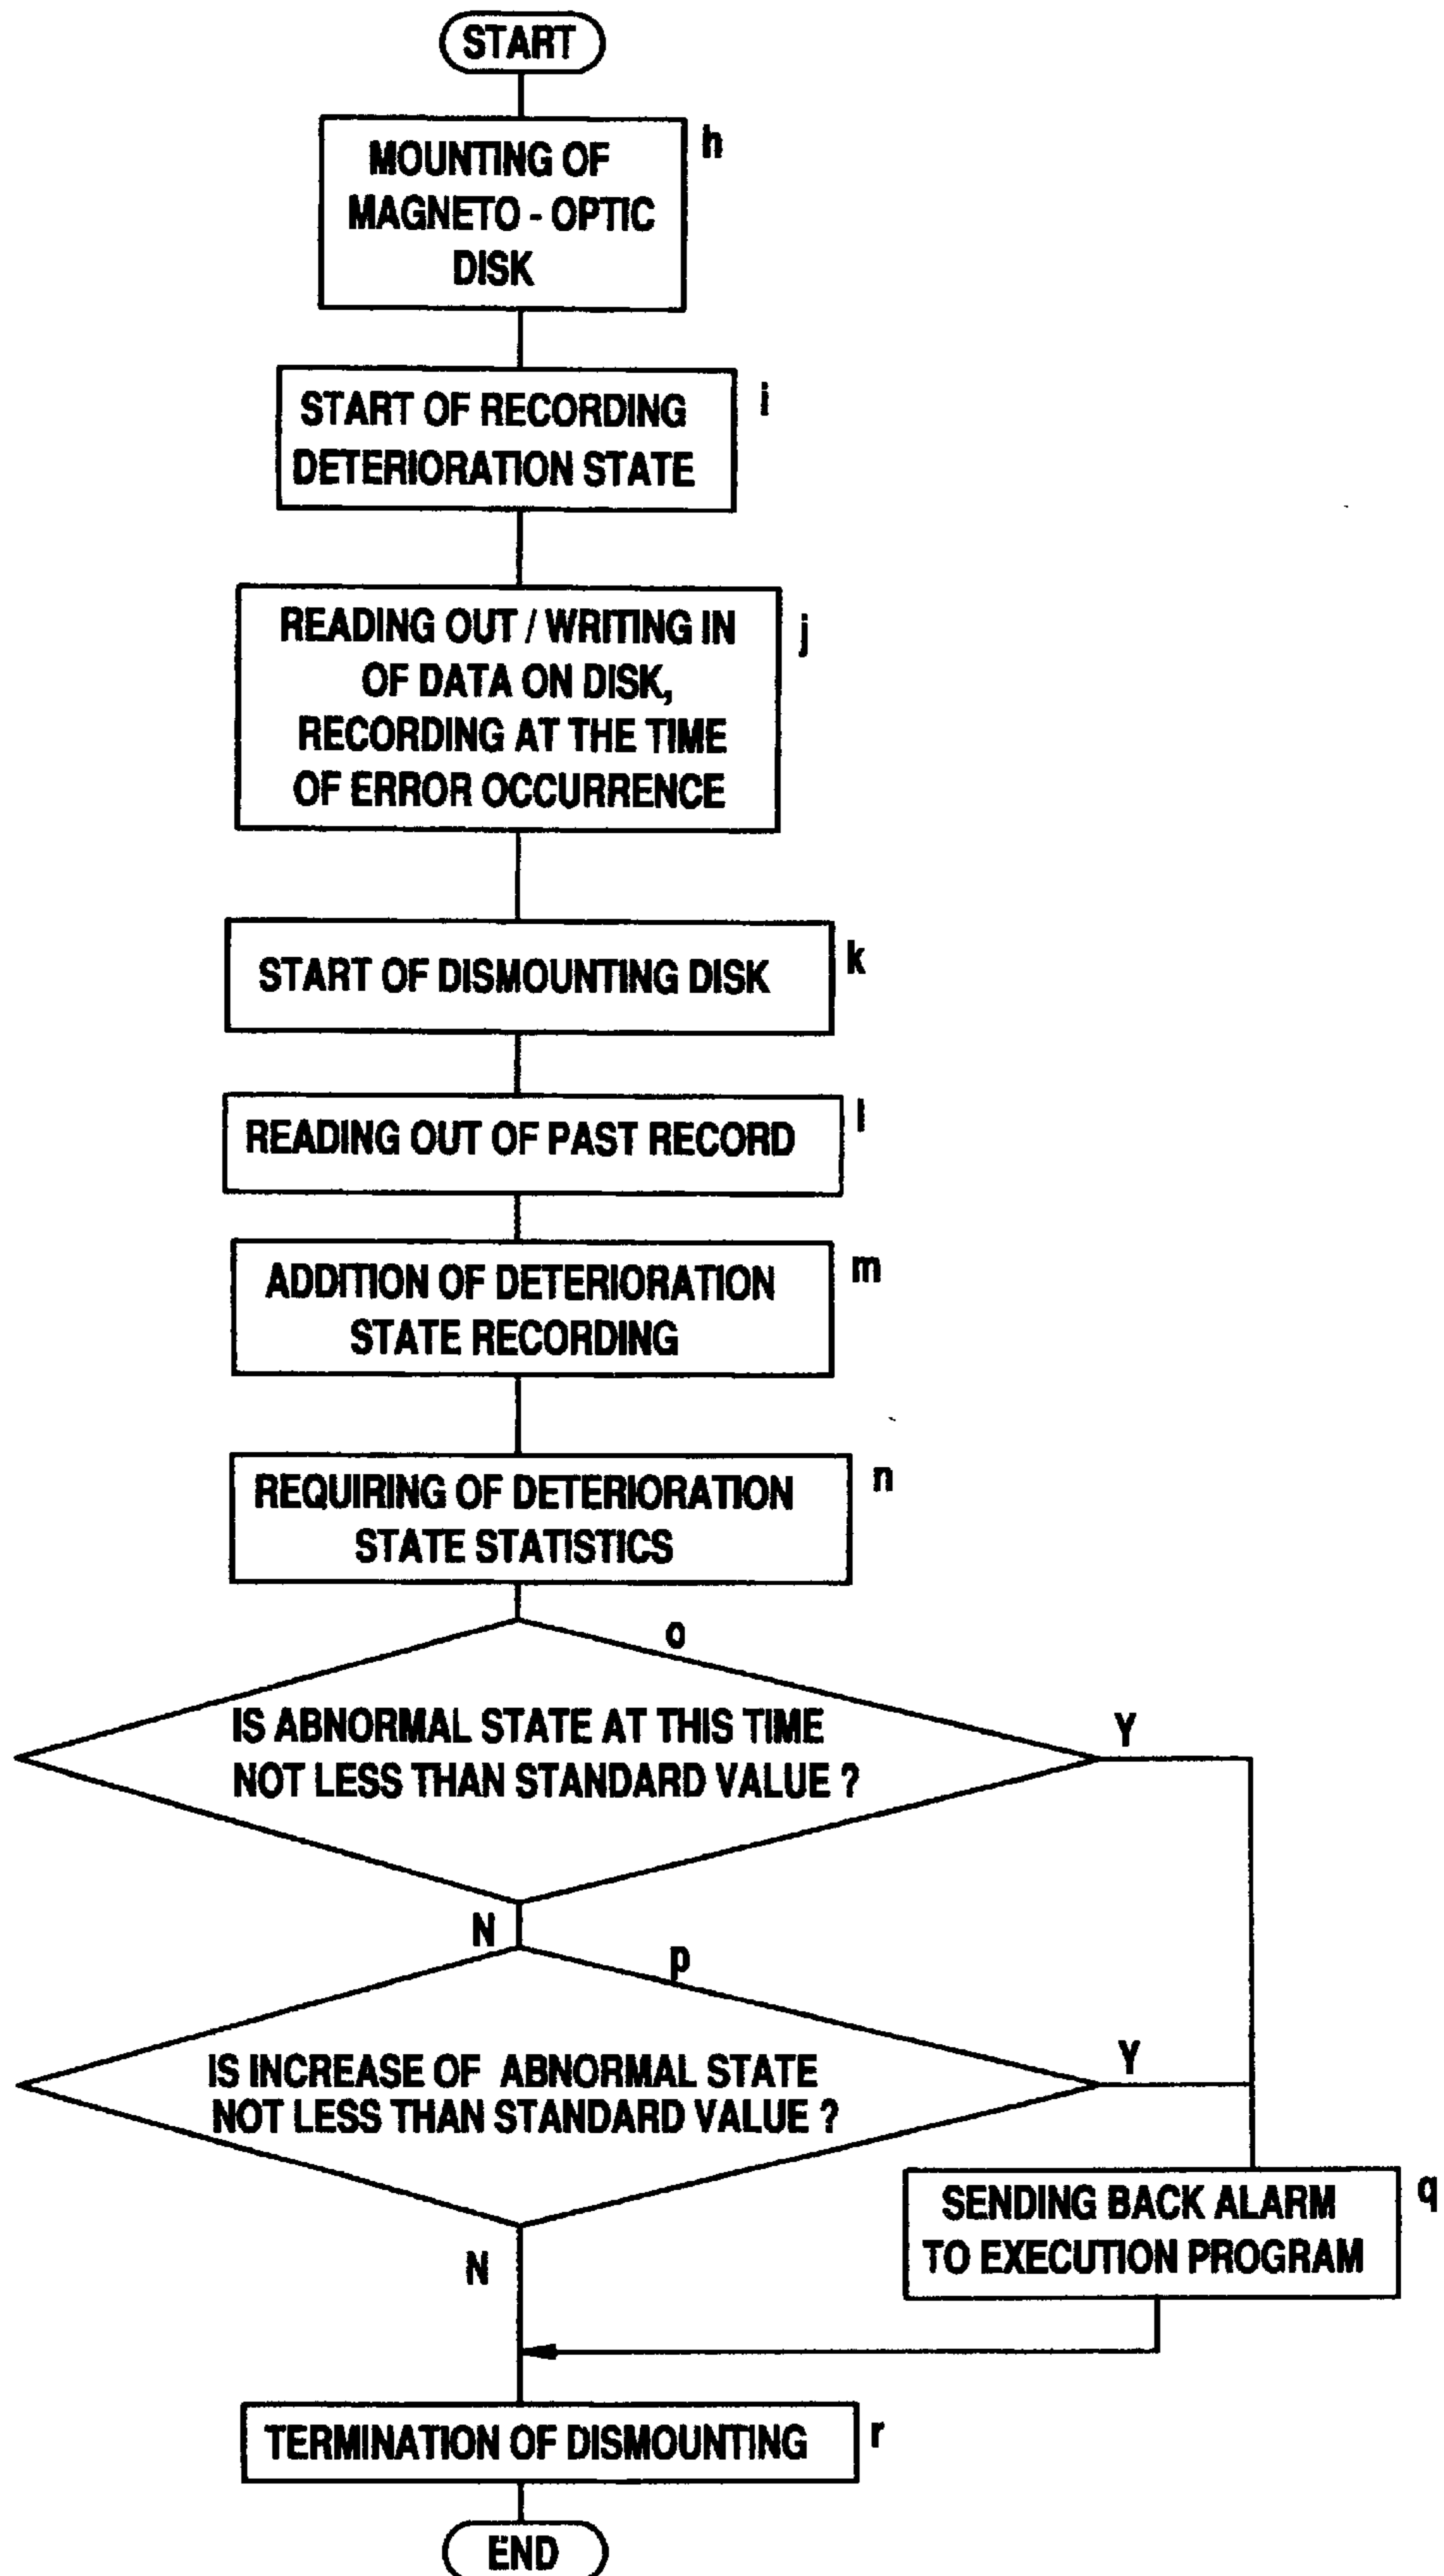 START
h
MOUNTING OF
MAGNETO - OPTIC
DISK
i
START OF RECORDING
DETERIORATION STATE
j
READING OUT / WRITING IN
OF DATA ON DISK,
RECORDING AT THE TIME
OF ERROR OCCURRENCE
k
START OF DISMOUNTING DISK
l
READING OUT OF PAST RECORD
m
ADDITION OF DETERIORATION
STATE RECORDING
n
REQUIRING OF DETERIORATION
STATE STATISTICS
o
IS ABNORMAL STATE AT THIS TIME
NOT LESS THAN STANDARD VALUE ?
Y
N
p
IS INCREASE OF ABNORMAL STATE
NOT LESS THAN STANDARD VALUE ?
Y
q
SENDING BACK ALARM
TO EXECUTION PROGRAM
N
TERMINATION OF DISMOUNTING
r
END